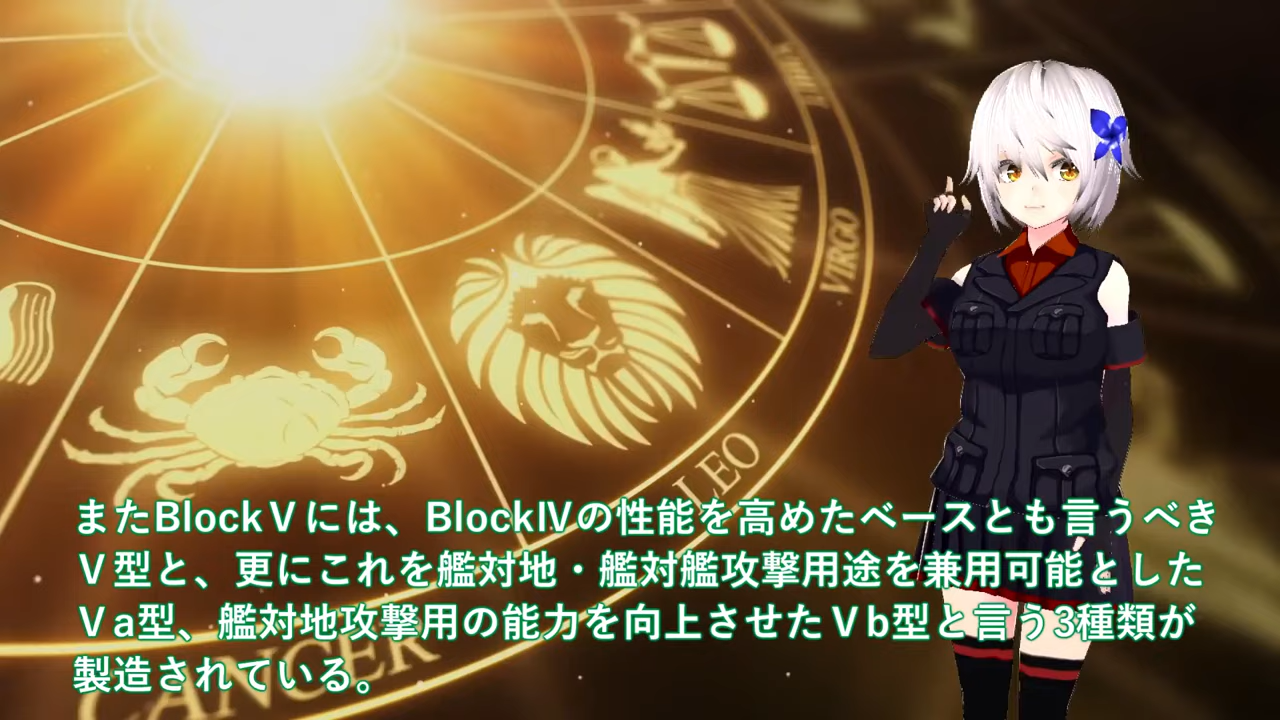 VIRGO
LEO
CANCER
またBlockⅤには、BlockⅣの性能を高めたベースとも言うべき
Ⅴ型と、更にこれを艦対地・艦対艦攻撃用途を兼用可能とした
Ⅴa型、艦対地攻撃用の能力を向上させたⅤb型と言う3種類が
製造されている。